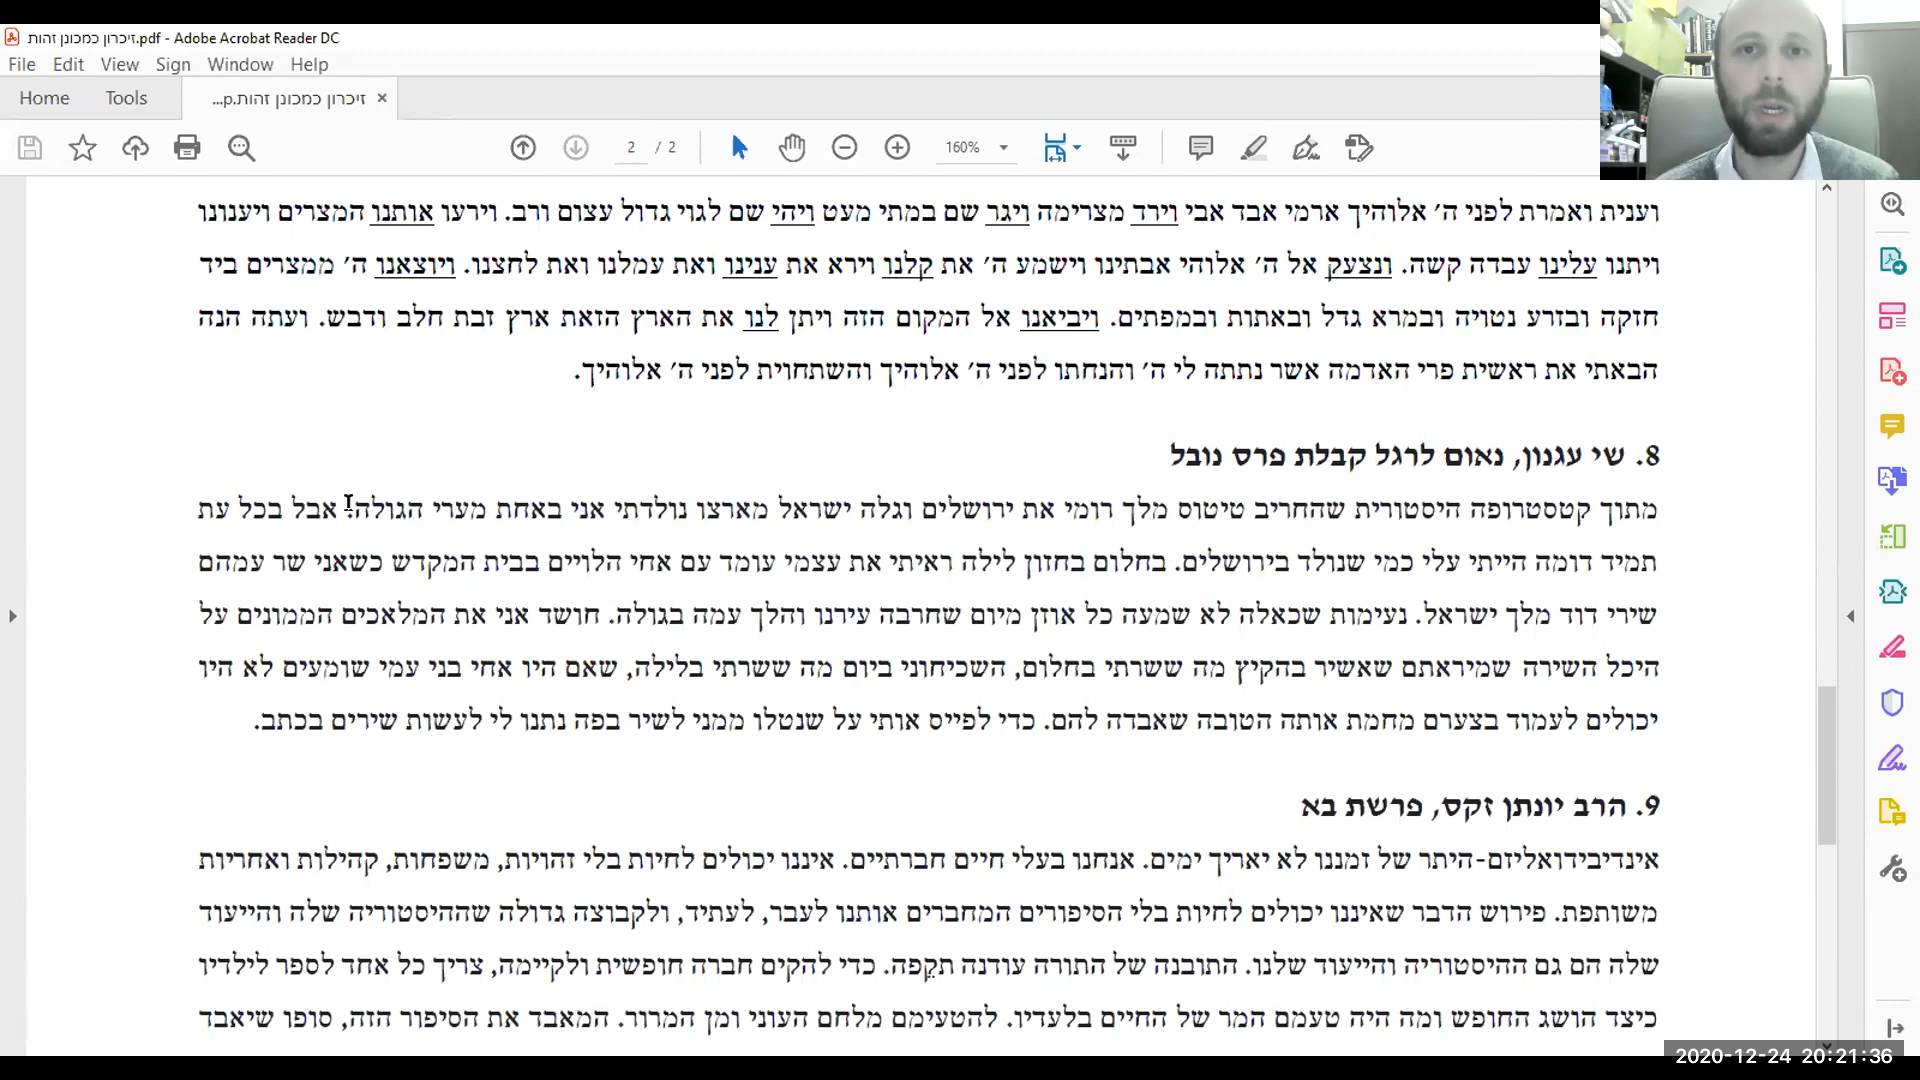 זיכרון כמכונן זהות.pdf - Adobe Acrobat Reader DC
File Edit View Sign Window Help
Home Tools זיכרון כמכונן זהות.p... ×
2 / 2 160%
וענית ואמרת לפני ה׳ אלוהיך ארמי אבד אבי וירד מצרימה ויגר שם במתי מעט ויהי שם לגוי גדול עצום ורב. וירעו אותנו המצרים ויענונו
ויתנו עלינו עבדה קשה. ונצעק אל ה׳ אלוהי אבתינו וישמע ה׳ את קלנו וירא את ענינו ואת עמלנו ואת לחצנו. ויוצאנו ה׳ ממצרים ביד
חזקה ובזרע נטויה ובמרא גדל ובאתות ובמפתים. ויביאנו אל המקום הזה ויתן לנו את הארץ הזאת ארץ זבת חלב ודבש. ועתה הנה
הבאתי את ראשית פרי האדמה אשר נתתה לי ה׳ והנחתו לפני ה׳ אלוהיך והשתחוית לפני ה׳ אלוהיך.
8. שי עגנון, נאום לרגל קבלת פרס נובל
מתוך קטסטרופה היסטורית שהחריב טיטוס מלך רומי את ירושלים וגלה ישראל מארצו נולדתי אני באחת מערי הגולה. אבל בכל עת
תמיד דומה הייתי עלי כמי שנולד בירושלים. בחלום בחזון לילה ראיתי את עצמי עומד עם אחי הלויים בבית המקדש כשאני שר עמהם
שירי דוד מלך ישראל. נעימות שכאלה לא שמעה כל אוזן מיום שחרבה עירנו והלך עמה בגולה. חושד אני את המלאכים הממונים על
היכל השירה שמיראתם שאשיר בהקיץ מה ששרתי בחלום, השכיחוני ביום מה ששרתי בלילה, שאם היו אחי בני עמי שומעים לא היו
יכולים לעמוד בצערם מחמת אותה הטובה שאבדה להם. כדי לפייס אותי על שנטלו ממני לשיר בפה נתנו לי לעשות שירים בכתב.
9. הרב יונתן זקס, פרשת בא
אינדיבידואליזם-היתר של זמננו לא יאריך ימים. אנחנו בעלי חיים חברתיים. איננו יכולים לחיות בלי זהויות, משפחות, קהילות ואחריות
משותפת. פירוש הדבר שאיננו יכולים לחיות בלי הסיפורים המחברים אותנו לעבר, לעתיד, ולקבוצה גדולה שההיסטוריה שלה והייעוד
שלה הם גם ההיסטוריה והייעוד שלנו. התובנה של התורה עודנה תקֵפה. כדי להקים חברה חופשית ולקיימה, צריך כל אחד לספר לילדיו
כיצד הושג החופש ומה היה טעמם המר של החיים בלעדיו. להטעימם מלחם העוני ומן המרור. המאבד את הסיפור הזה, סופו שיאבד
2020-12-24 20:21:36